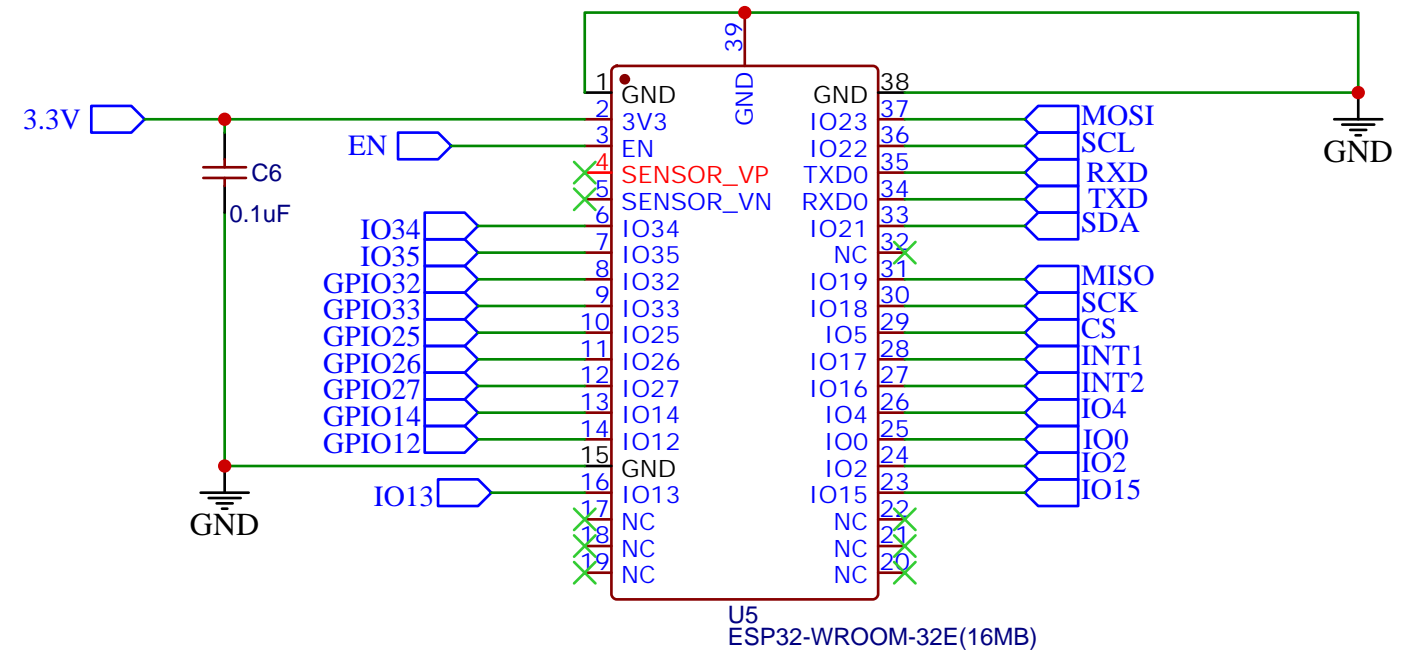 39
GND
1 GND
GND 38
3.3V
2 3V3
IO23 37 MOSI
EN
3 EN
IO22 36 SCL
C6
0.1uF
4 SENSOR_VP
TXD0 35 RXD
5 SENSOR_VN
RXD0 34 TXD
IO34
6 IO34
IO21 33 SDA
IO35
7 IO35
NC 32
GND
GPIO32
8 IO32
IO19 31 MISO
GPIO33
9 IO33
IO18 30 SCK
GPIO25
10 IO25
IO5 29 CS
GPIO26
11 IO26
IO17 28 INT1
GPIO27
12 IO27
IO16 27 INT2
GPIO14
13 IO14
IO4 26 IO4
GPIO12
14 IO12
IO0 25 IO0
15 GND
IO2 24 IO2
IO13
16 IO13
IO15 23 IO15
GND
17 NC
NC 22
18 NC
NC 21
19 NC
NC 20
U5
ESP32-WROOM-32E(16MB)